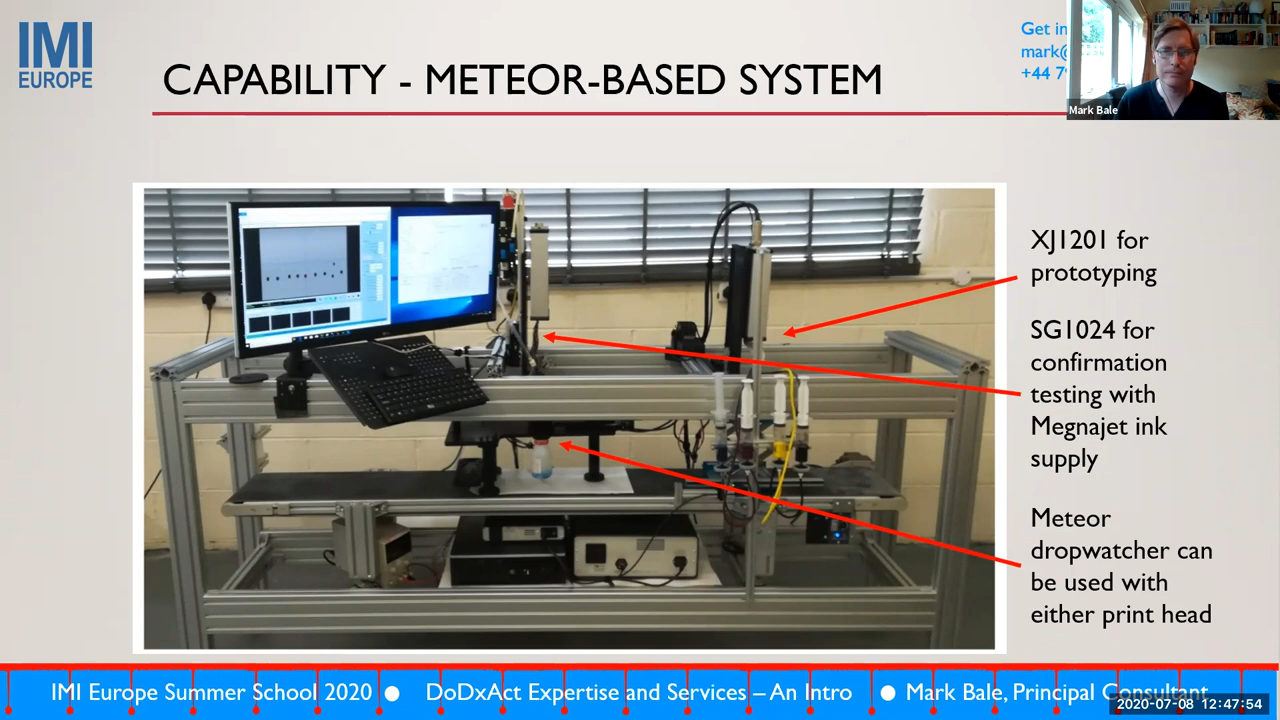 IMI
EUROPE
CAPABILITY - METEOR-BASED SYSTEM
Get in
mark@
+44 7
Mark Bale
XJ1201 for
prototyping
SG1024 for
confirmation
testing with
Megnajet ink
supply
Meteor
dropwatcher can
be used with
either print head
IMI Europe Summer School 2020 ● DoDxAct Expertise and Services – An Intro ● Mark Bale, Principal Consultant
2020-07-08 12:47:54